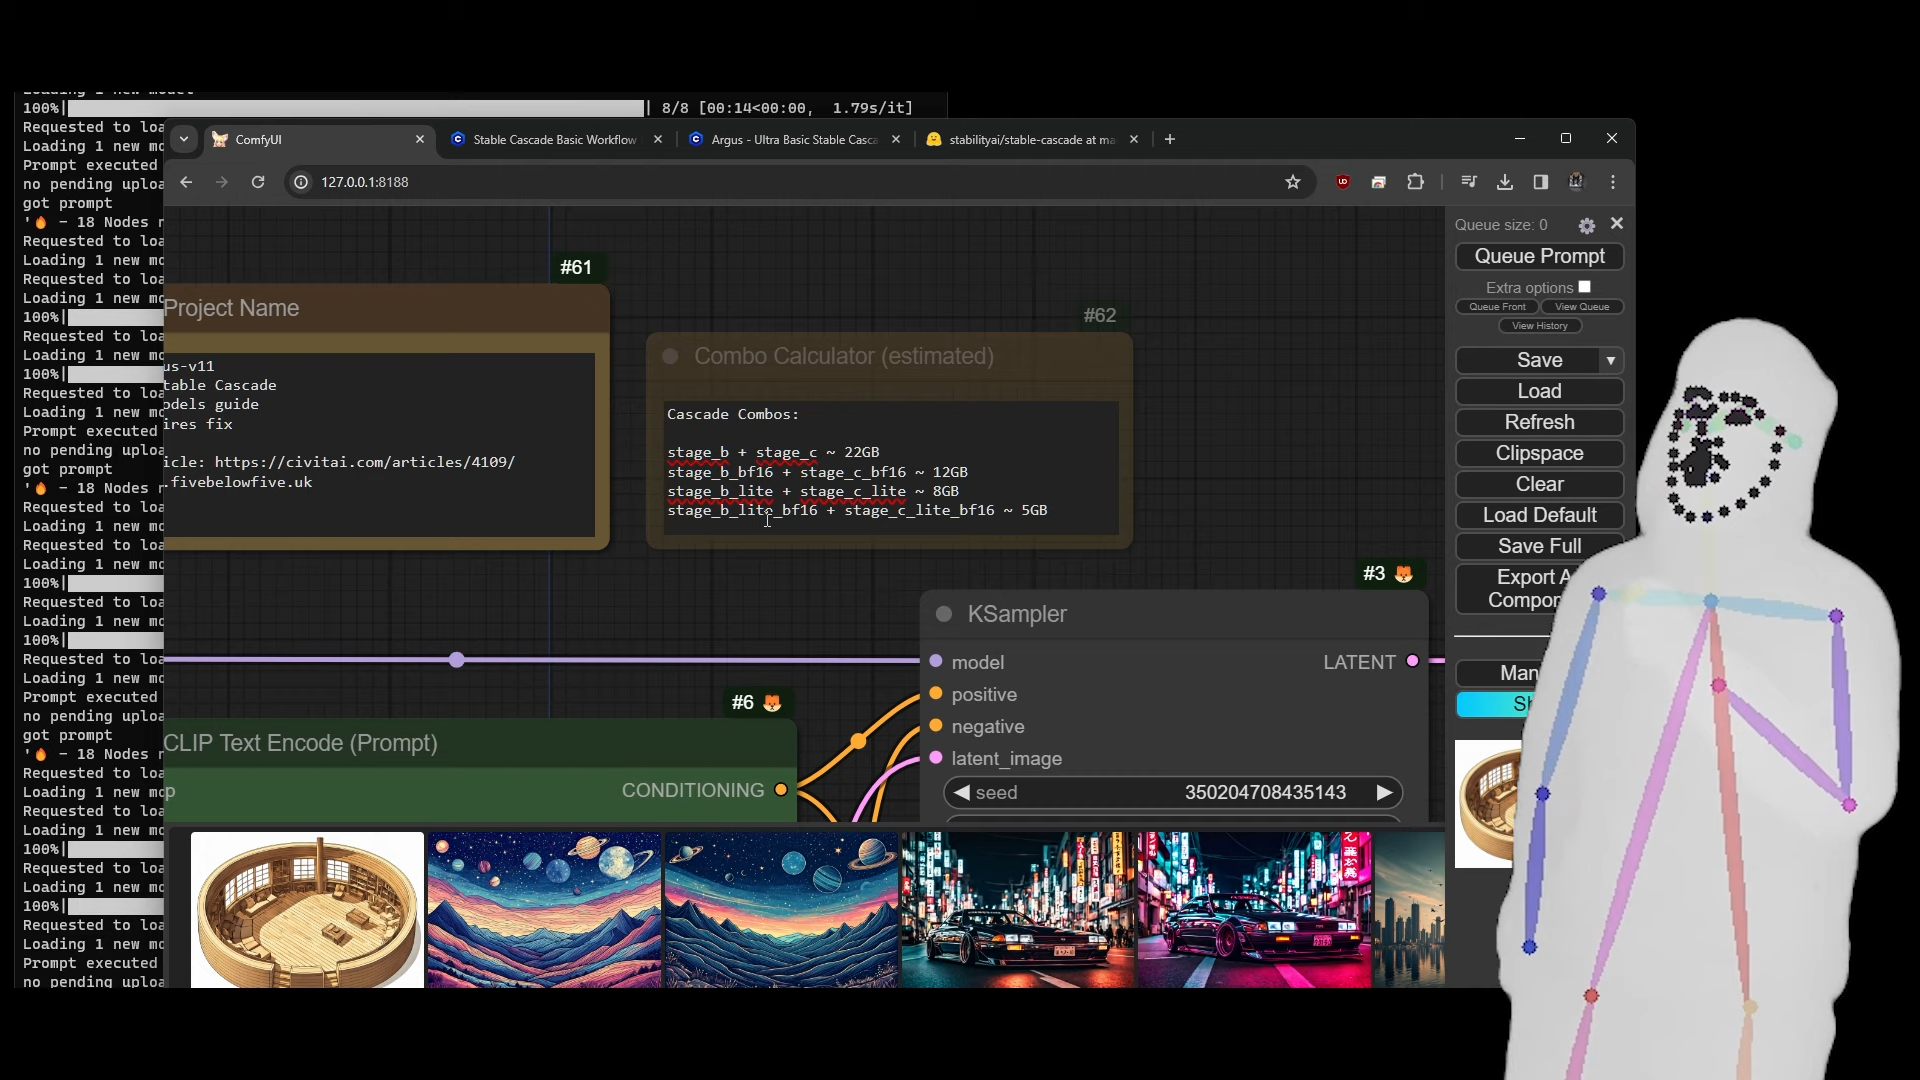 100%| | 8/8 [00:14<00:00, 1.79s/it]
Requested to loa
Loading 1 new mo
Prompt executed
no pending uploa
got prompt
'🔥 - 18 Nodes n
Requested to loa
Loading 1 new mo
Requested to loa
Loading 1 new mo
100%|
Requested to loa
Loading 1 new mo
100%|
Requested to loa
Loading 1 new mo
Prompt executed
no pending uploa
got prompt
'🔥 - 18 Nodes n
Requested to loa
Loading 1 new mo
Requested to loa
Loading 1 new mo
100%|
Requested to loa
Loading 1 new mo
100%|
Requested to loa
Loading 1 new mo
Prompt executed
no pending uploa
got prompt
'🔥 - 18 Nodes n
Requested to loa
Loading 1 new mo
Requested to loa
Loading 1 new mo
100%|
Requested to loa
Loading 1 new mo
100%|
Requested to loa
Loading 1 new mo
Prompt executed
no pending uploa
ComfyUI
Stable Cascade Basic Workflow
Argus - Ultra Basic Stable Casca
stabilityai/stable-cascade at ma
127.0.0.1:8188
#61
Project Name
us-v11
table Cascade
odels guide
ires fix
icle: https://civitai.com/articles/4109/
.fivebelowfive.uk
#62
Combo Calculator (estimated)
Cascade Combos:
stage_b + stage_c ~ 22GB
stage_b_bf16 + stage_c_bf16 ~ 12GB
stage_b_lite + stage_c_lite ~ 8GB
stage_b_lite_bf16 + stage_c_lite_bf16 ~ 5GB
#3
KSampler
model
LATENT
positive
negative
latent_image
seed
350204708435143
#6
CLIP Text Encode (Prompt)
p
CONDITIONING
Queue size: 0
Queue Prompt
Extra options
Queue Front
View Queue
View History
Save
Load
Refresh
Clipspace
Clear
Load Default
Save Full
Export A
Compon
Man
S